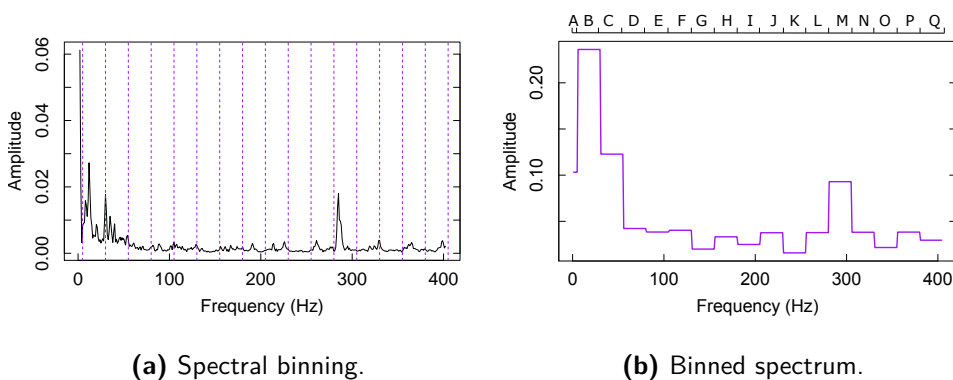 0.00 0.02 0.04 0.06
Amplitude
0 100 200 300 400
Frequency (Hz)
(a) Spectral binning.
A B C D E F G H I J K L M N O P Q
0.10 0.20
Amplitude
0 100 200 300 400
Frequency (Hz)
(b) Binned spectrum.